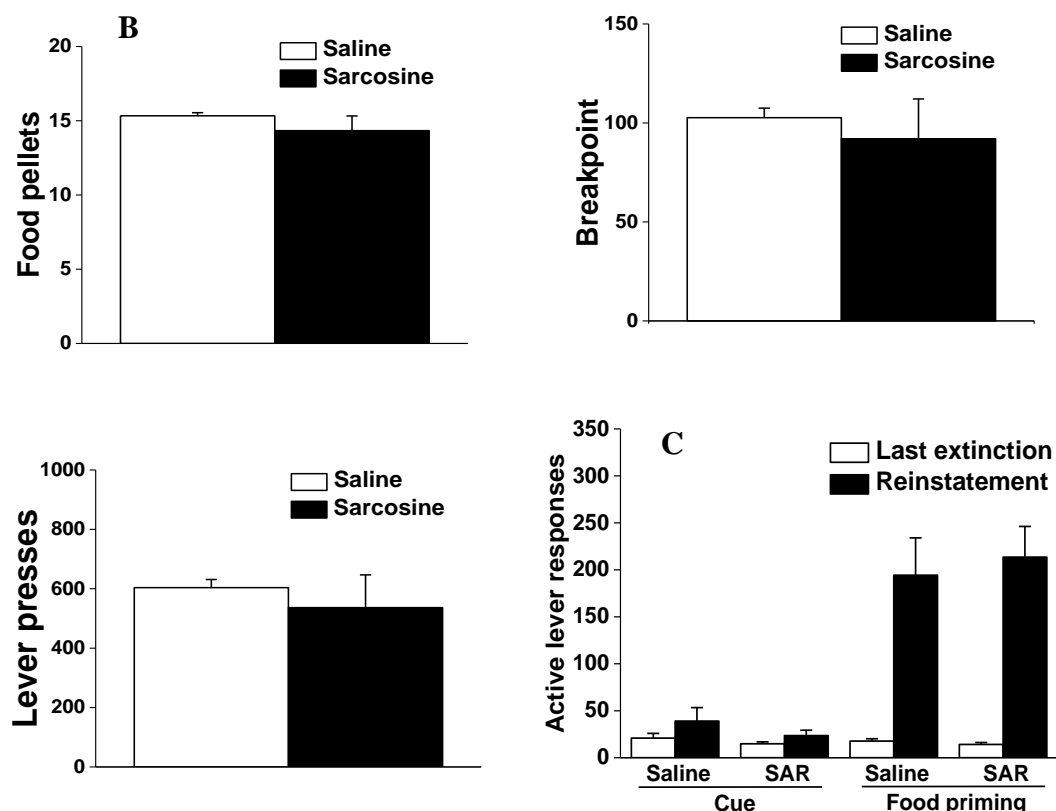 B
Saline
Sarcosine
Food pellets
20
15
10
5
0
Saline
Sarcosine
Breakpoint
150
100
50
0
Saline
Sarcosine
Lever presses
1000
800
600
400
200
0
C
Last extinction
Reinstatement
Active lever responses
350
300
250
200
150
100
50
0
Saline SAR Saline SAR
Cue Food priming